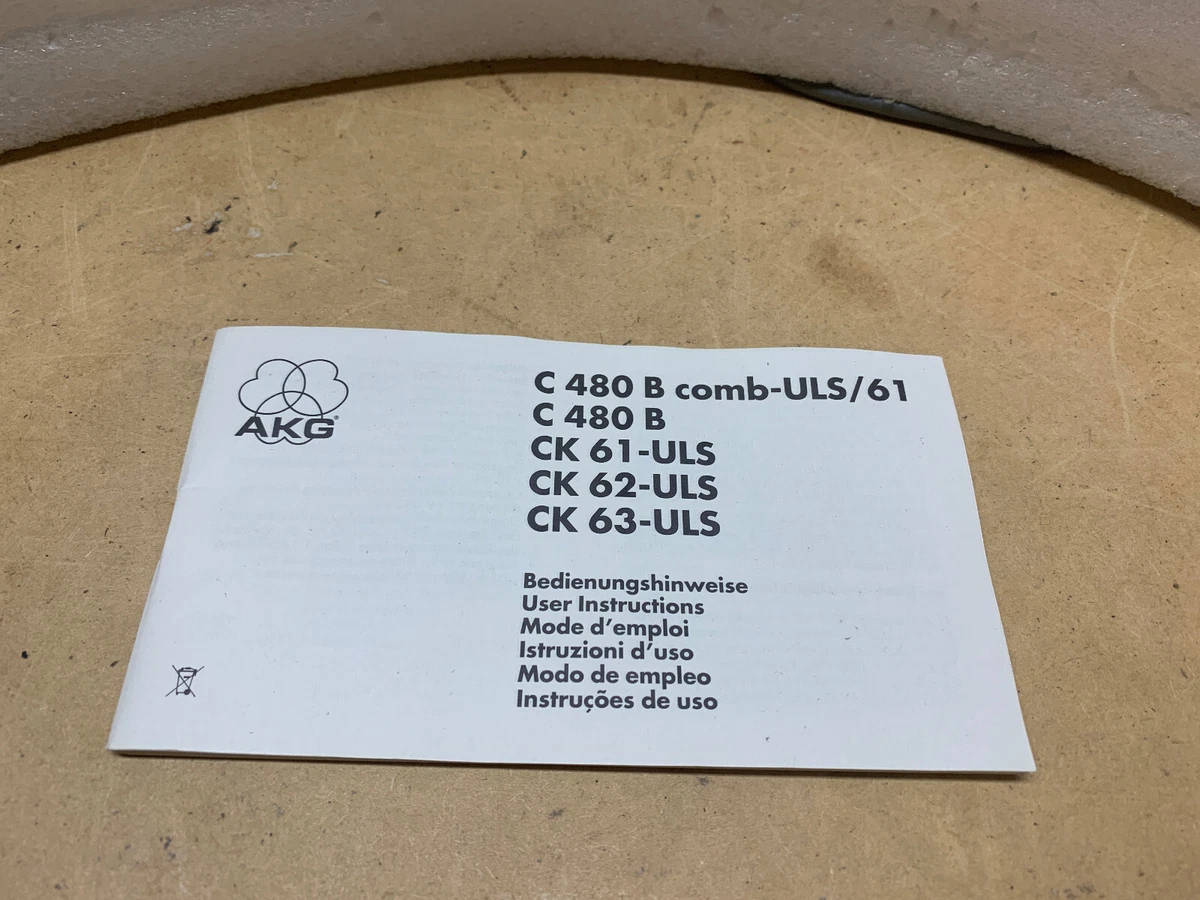 AKG®
C 480 B comb-ULS/61
C 480 B
CK 61-ULS
CK 62-ULS
CK 63-ULS
Bedienungshinweise
User Instructions
Mode d’emploi
Istruzioni d’uso
Modo de empleo
Instruções de uso